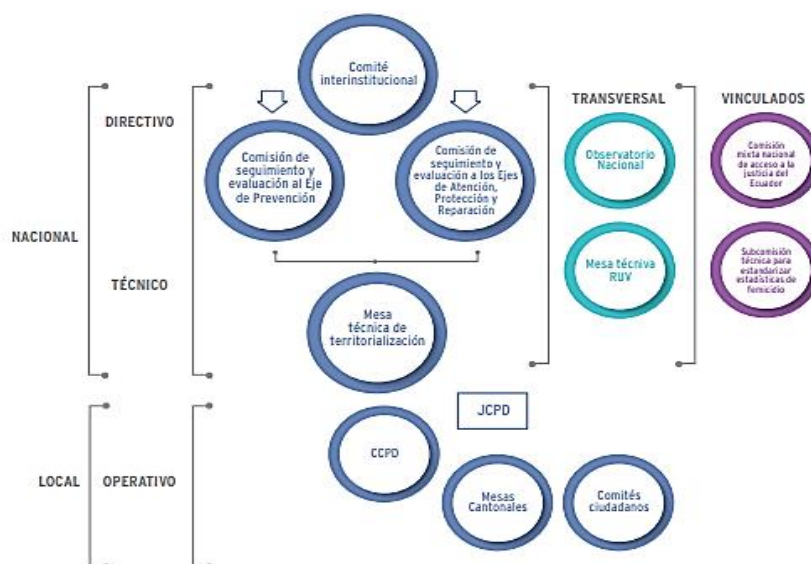 Comité
interinstitucional
DIRECTIVO
TRANSVERSAL
VINCULADOS
Comisión de
seguimiento y
evaluación al Eje
de Prevención
Comisión de
seguimiento y
evaluación a los Ejes
de Atención,
Protección y
Reparación
Observatorio
Nacional
Comisión
mixta nacional
de acceso a la
justicia del
Ecuador
NACIONAL
TÉCNICO
Mesa técniva
RUV
Subcomisión
técnica para
estandarizar
estadísticas de
femicidio
Mesa
técnica de
territorialización
JCPD
CCPD
LOCAL
OPERATIVO
Mesas
Cantonales
Comités
ciudadanos